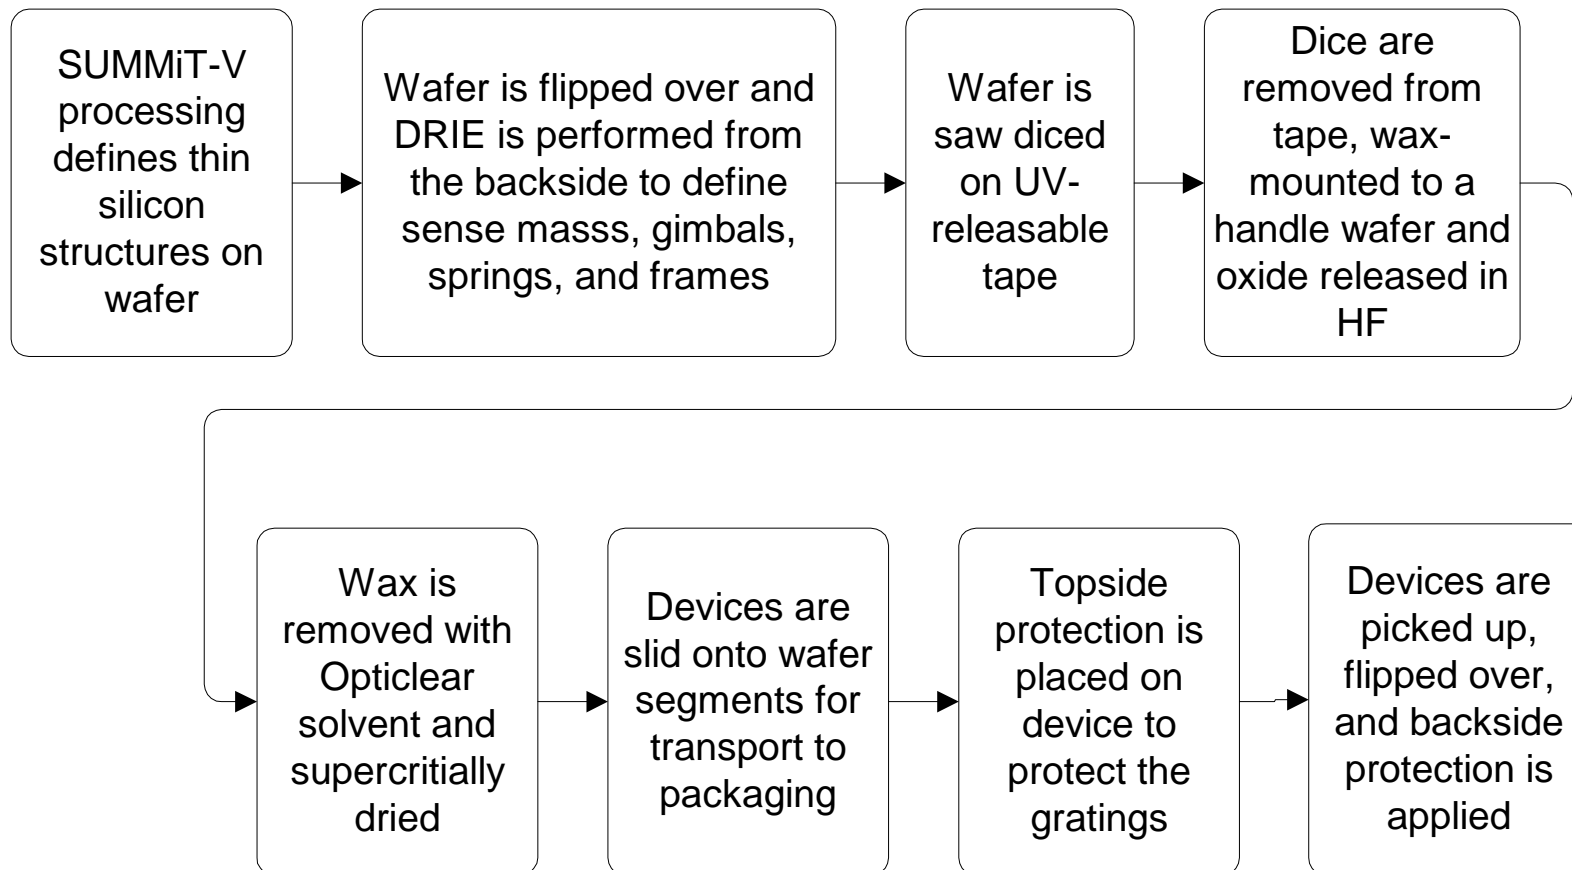 SUMMiT-V
processing
defines thin
silicon
structures on
wafer
Wafer is flipped over and
DRIE is performed from
the backside to define
sense masss, gimbals,
springs, and frames
Wafer is
saw diced
on UV-
releasable
tape
Dice are
removed from
tape, wax-
mounted to a
handle wafer and
oxide released in
HF
Wax is
removed with
Opticlear
solvent and
supercritially
dried
Devices are
slid onto wafer
segments for
transport to
packaging
Topside
protection is
placed on
device to
protect the
gratings
Devices are
picked up,
flipped over,
and backside
protection is
applied